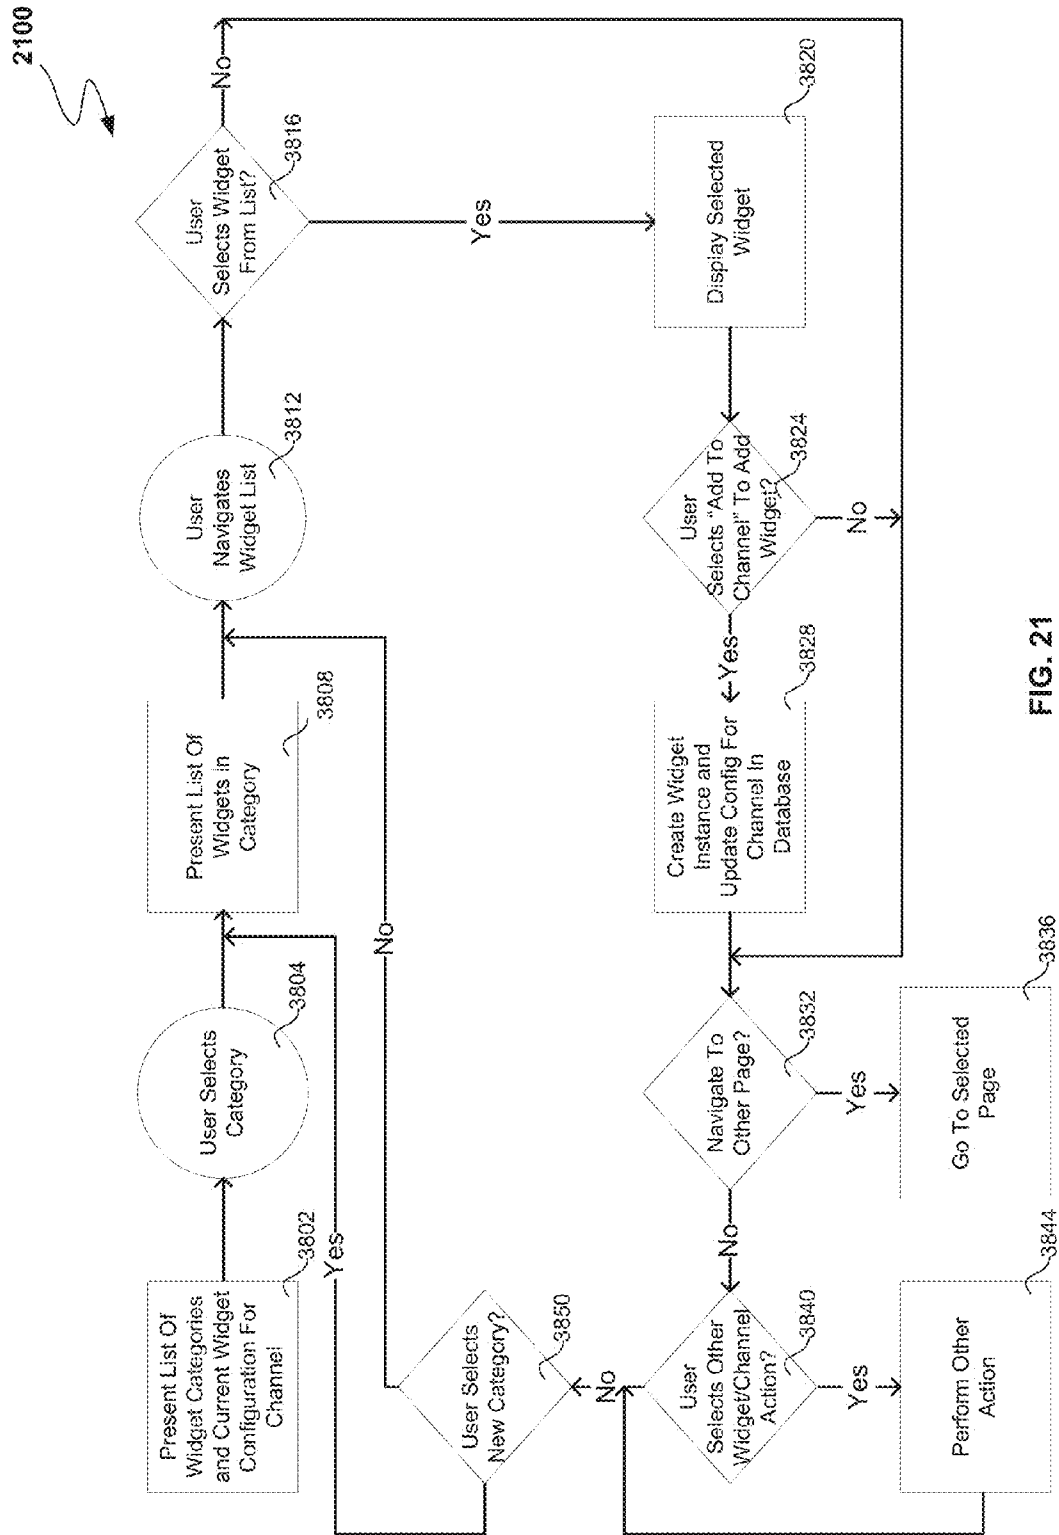 2100
Present List Of
Widget Categories
and Current Widget
Configuration For
Channel
3802
User Selects
Category
3804
Present List Of
Widgets in
Category
3808
User
Navigates
Widget List
3812
User
Selects Widget
From List?
3816
No
Yes
Yes
No
User Selects
New Category?
3850
No
User
Selects Other
Widget/Channel
Action?
3840
No
Navigate To
Other Page?
3832
Create Widget
Instance and
Update Config For
Channel In
Database
3828
Yes
User
Selects "Add To
Channel" To Add
Widget?
3824
Display Selected
Widget
3820
Yes
Yes
No
Perform Other
Action
3844
Go To Selected
Page
3836
FIG. 21